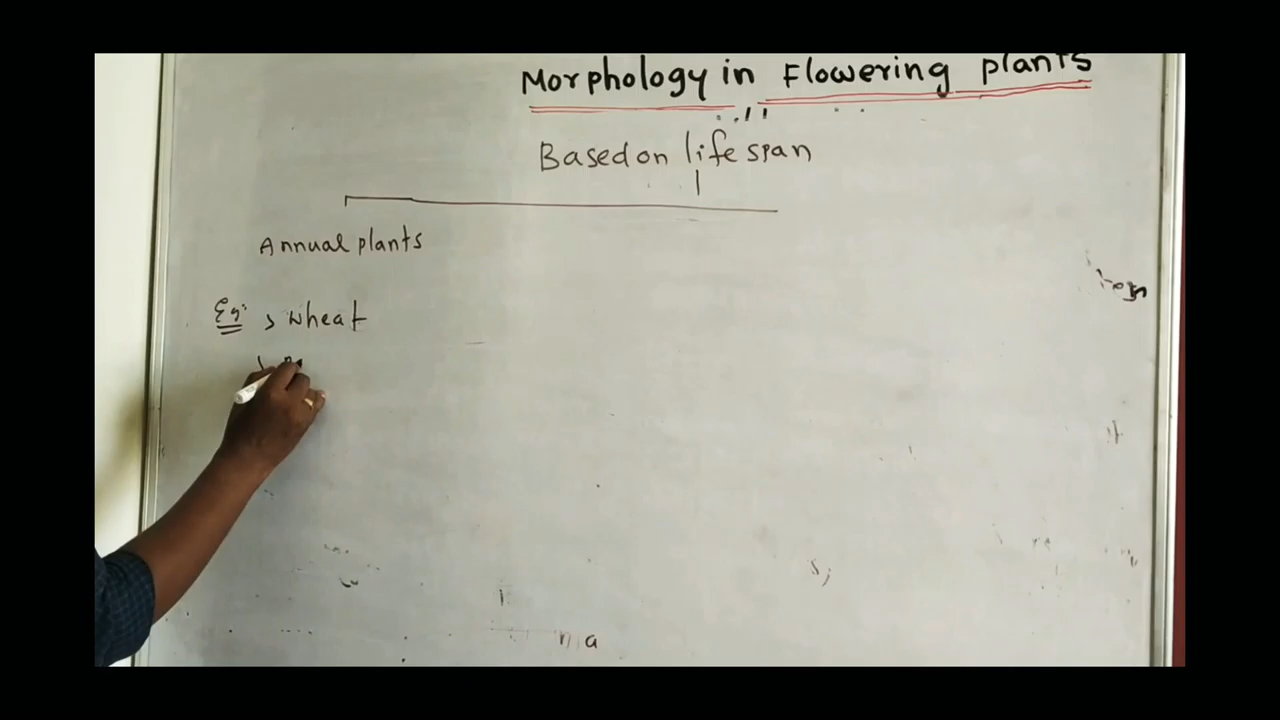 Morphology in Flowering plants
Based on life span
Annual plants
Eg: > wheat